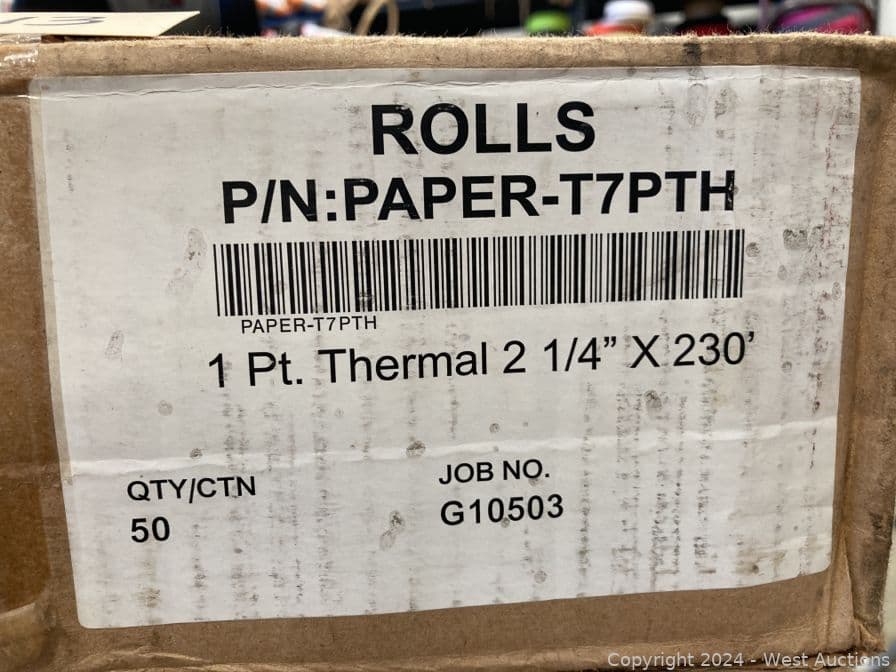 ROLLS
P/N:PAPER-T7PTH
PAPER-T7PTH
1 Pt. Thermal 2 1/4” X 230’
QTY/CTN
50
JOB NO.
G10503
Copyright 2024 - West Auctions